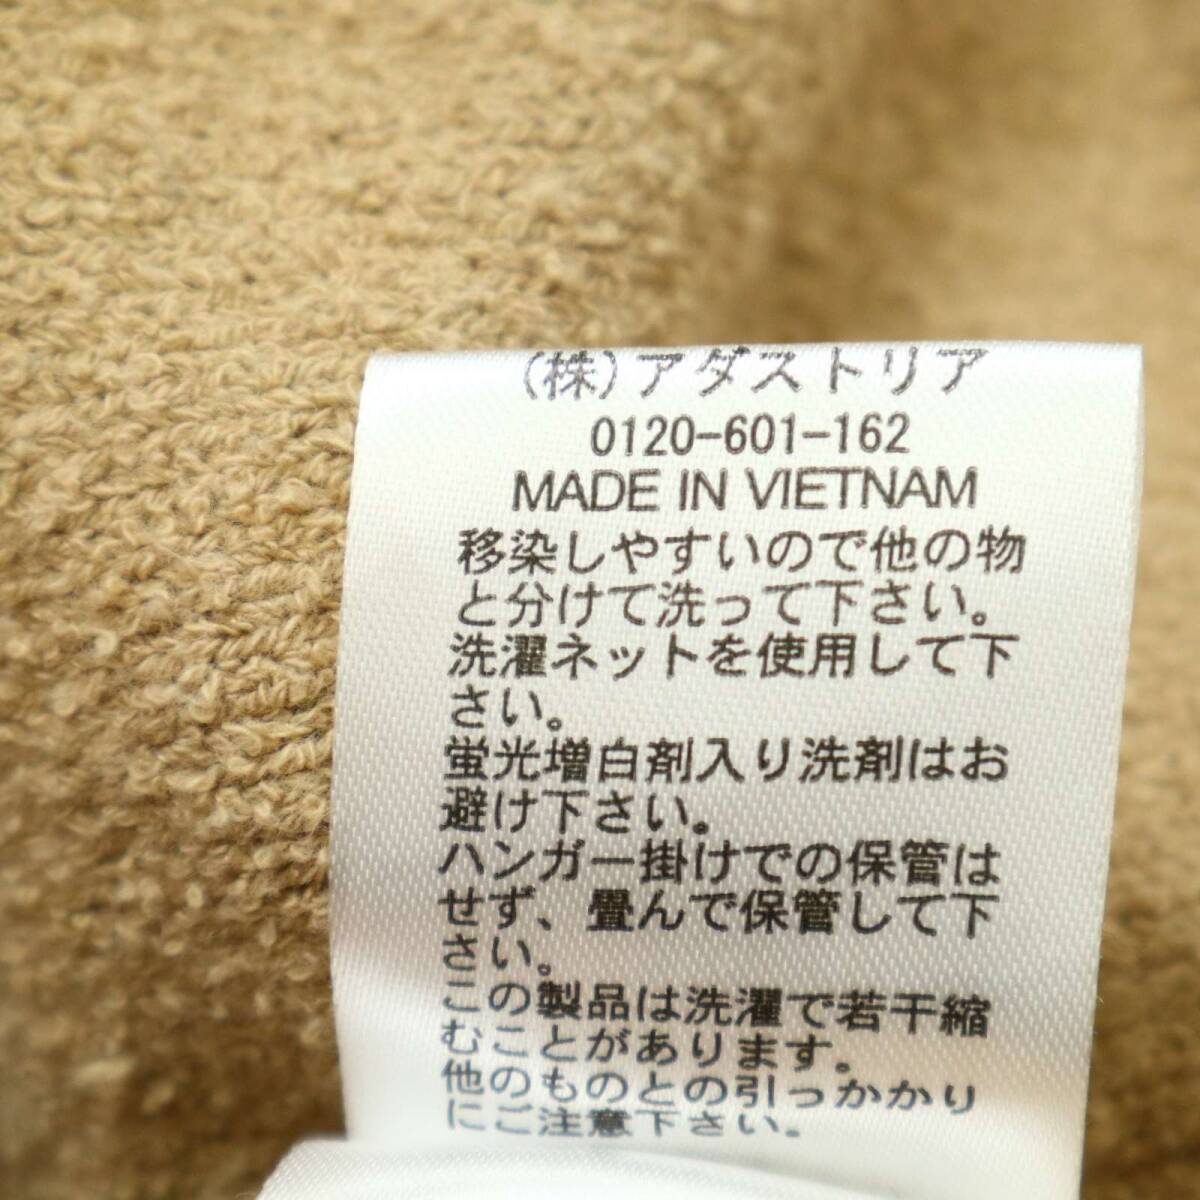 (株)アダストリア
0120-601-162
MADE IN VIETNAM
移染しやすいので他の物
と分けて洗って下さい。
洗濯ネットを使用して下
さい。
蛍光増白剤入り洗剤はお
避け下さい。
ハンガー掛けでの保管は
せず、畳んで保管して下
さい。
この製品は洗濯で若干縮
むことがあります。
他のものとの引っかかり
にご注意下さい。